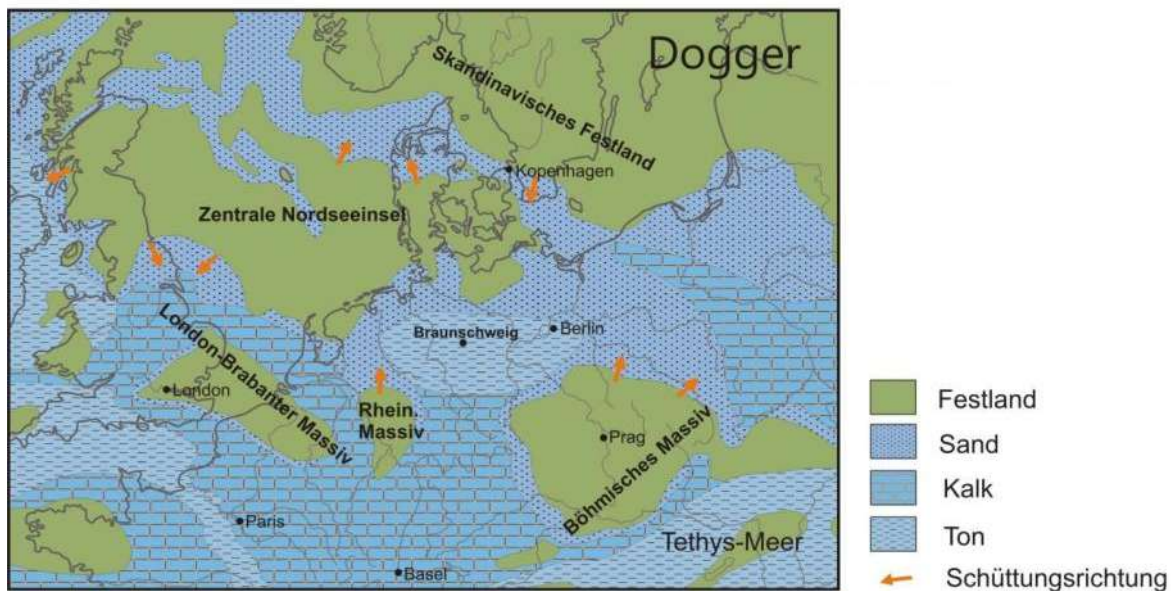 Dogger
Skandinavisches Festland
Kopenhagen
Zentrale Nordseeinsel
Braunschweig
Berlin
London-Brabanter Massiv
London
Rhein.
Massiv
Prag
Böhmisches Massiv
Paris
Tethys-Meer
Basel
Festland
Sand
Kalk
Ton
Schüttungsrichtung